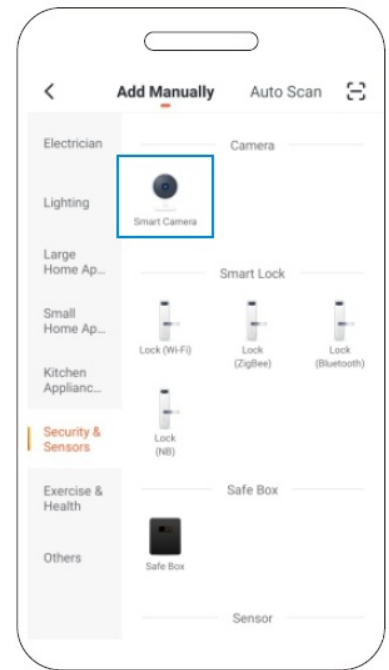 Add Manually
Auto Scan
Electrician
Lighting
Large
Home Ap...
Small
Home Ap...
Kitchen
Applianc...
Security &
Sensors
Exercise &
Health
Others
Camera
Smart Camera
Smart Lock
Lock (Wi-Fi)
Lock
(ZigBee)
Lock
(Bluetooth)
Lock
(NB)
Safe Box
Safe Box
Sensor